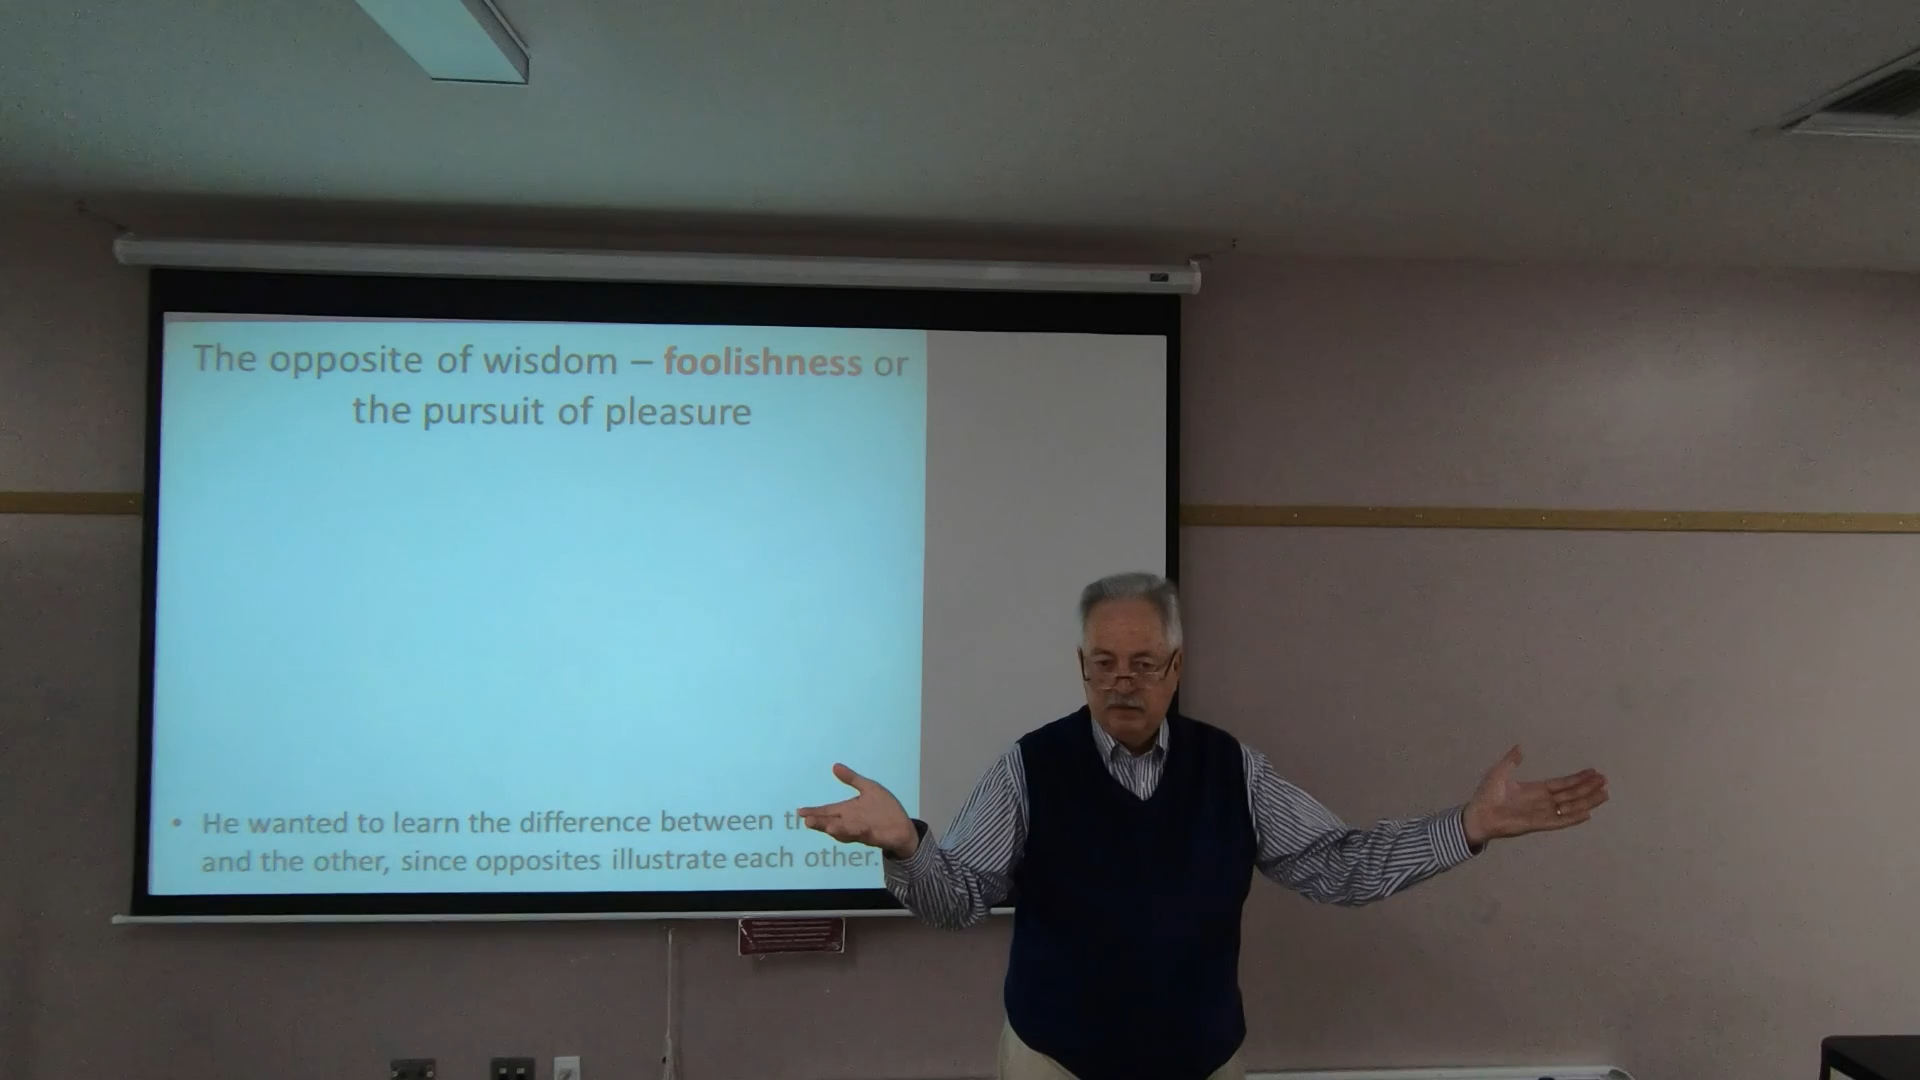 The opposite of wisdom – foolishness or
the pursuit of pleasure
• He wanted to learn the difference between
and the other, since opposites illustrate each other.